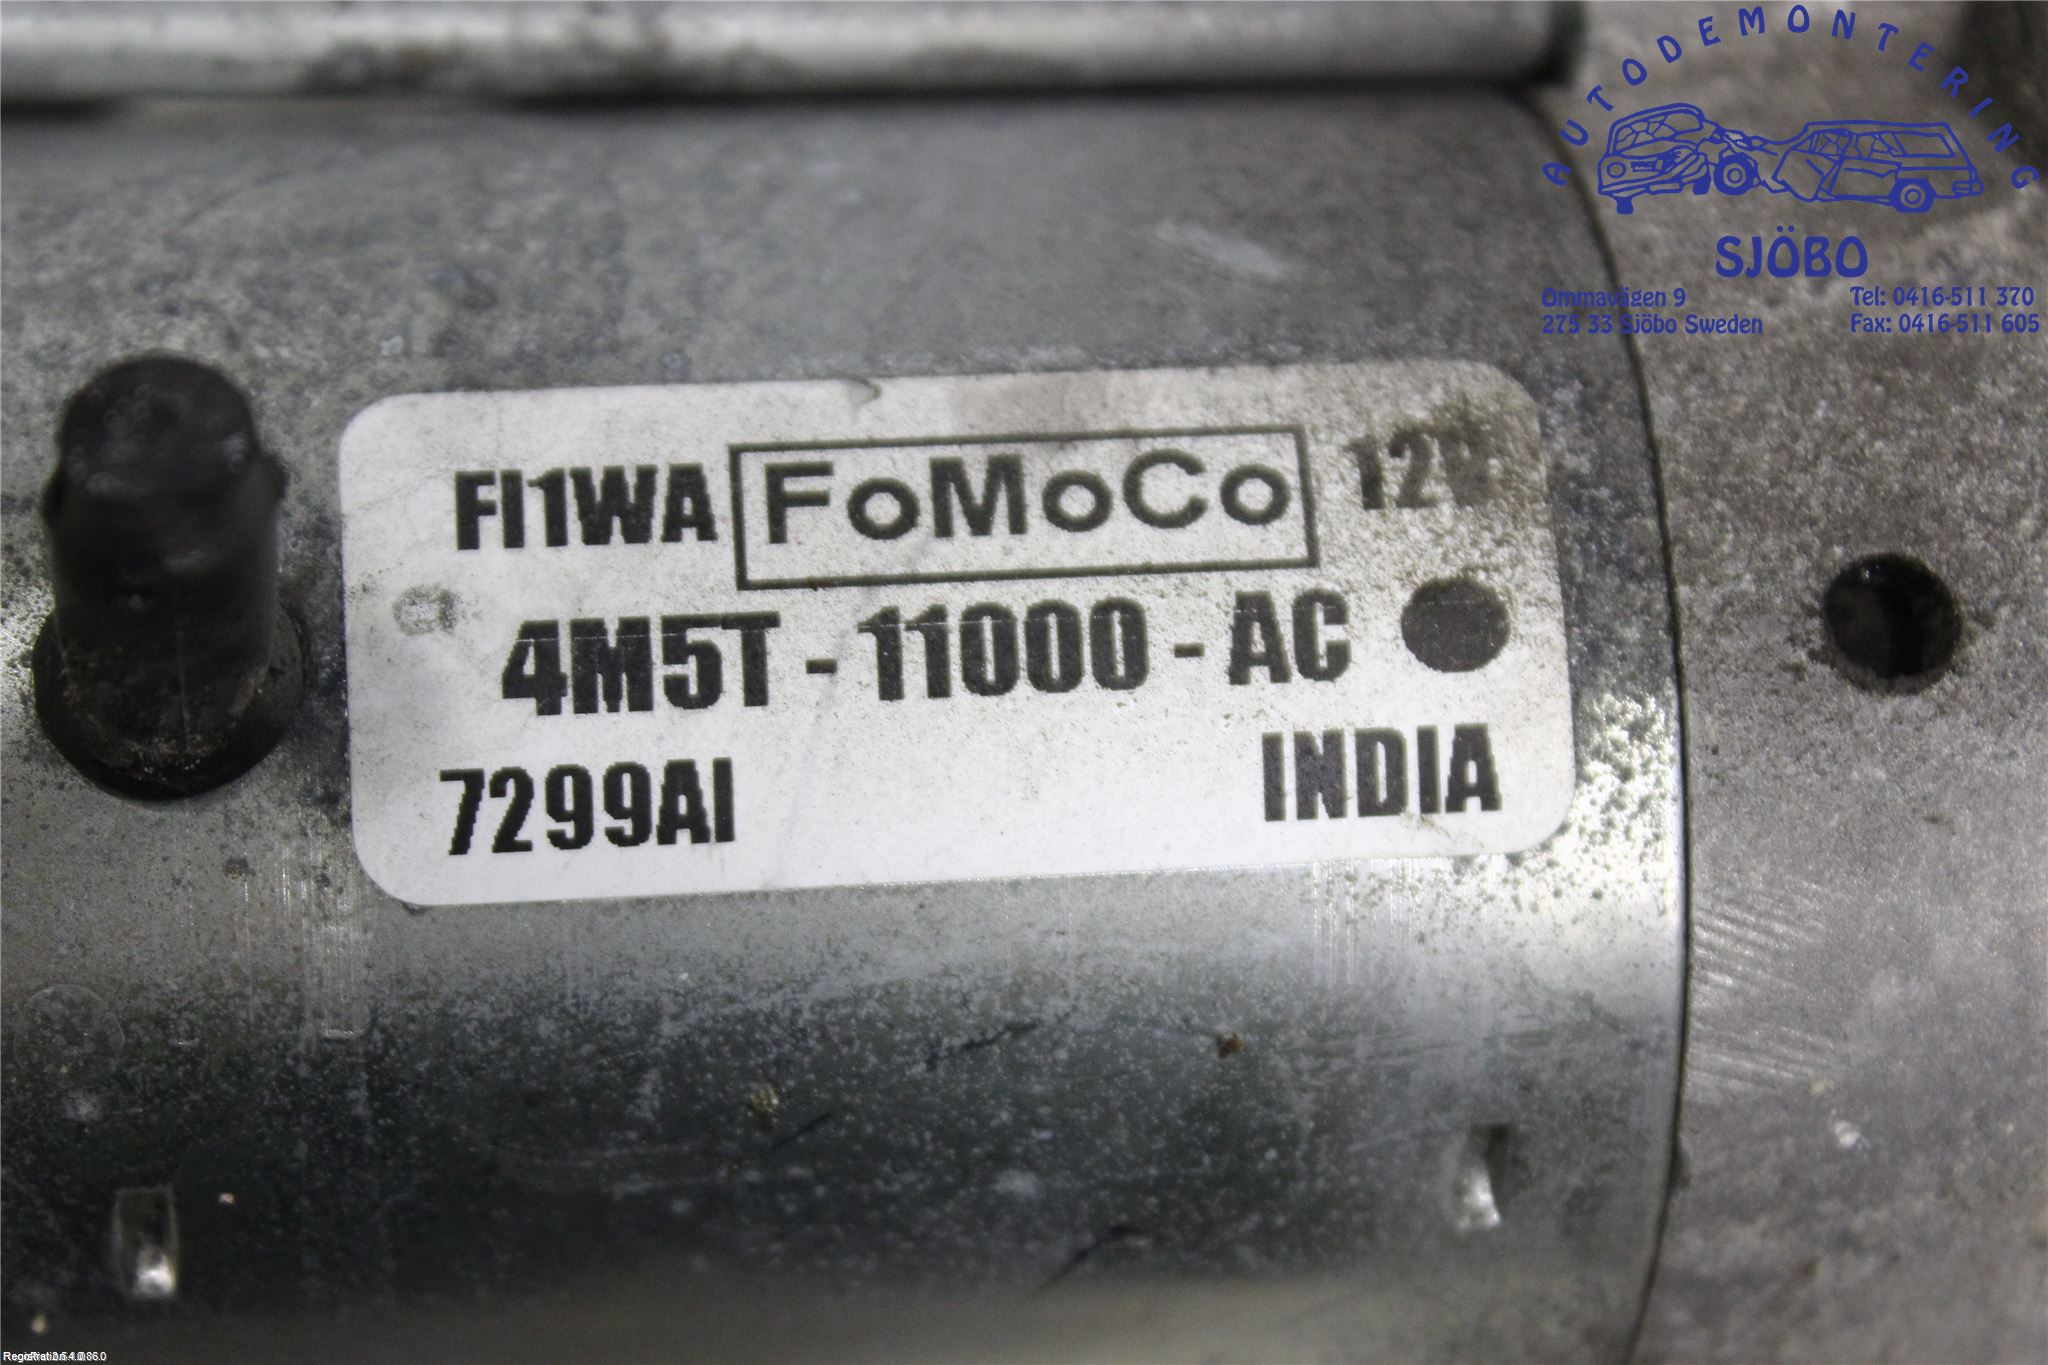 AUTODEMONTERING
SJÖBO
Ommavägen 9
275 33 Sjöbo Sweden
Tel: 0416-511 370
Fax: 0416-511 605
FI1WA FoMoCo 12V
4M5T - 11000 - AC
7299AI INDIA